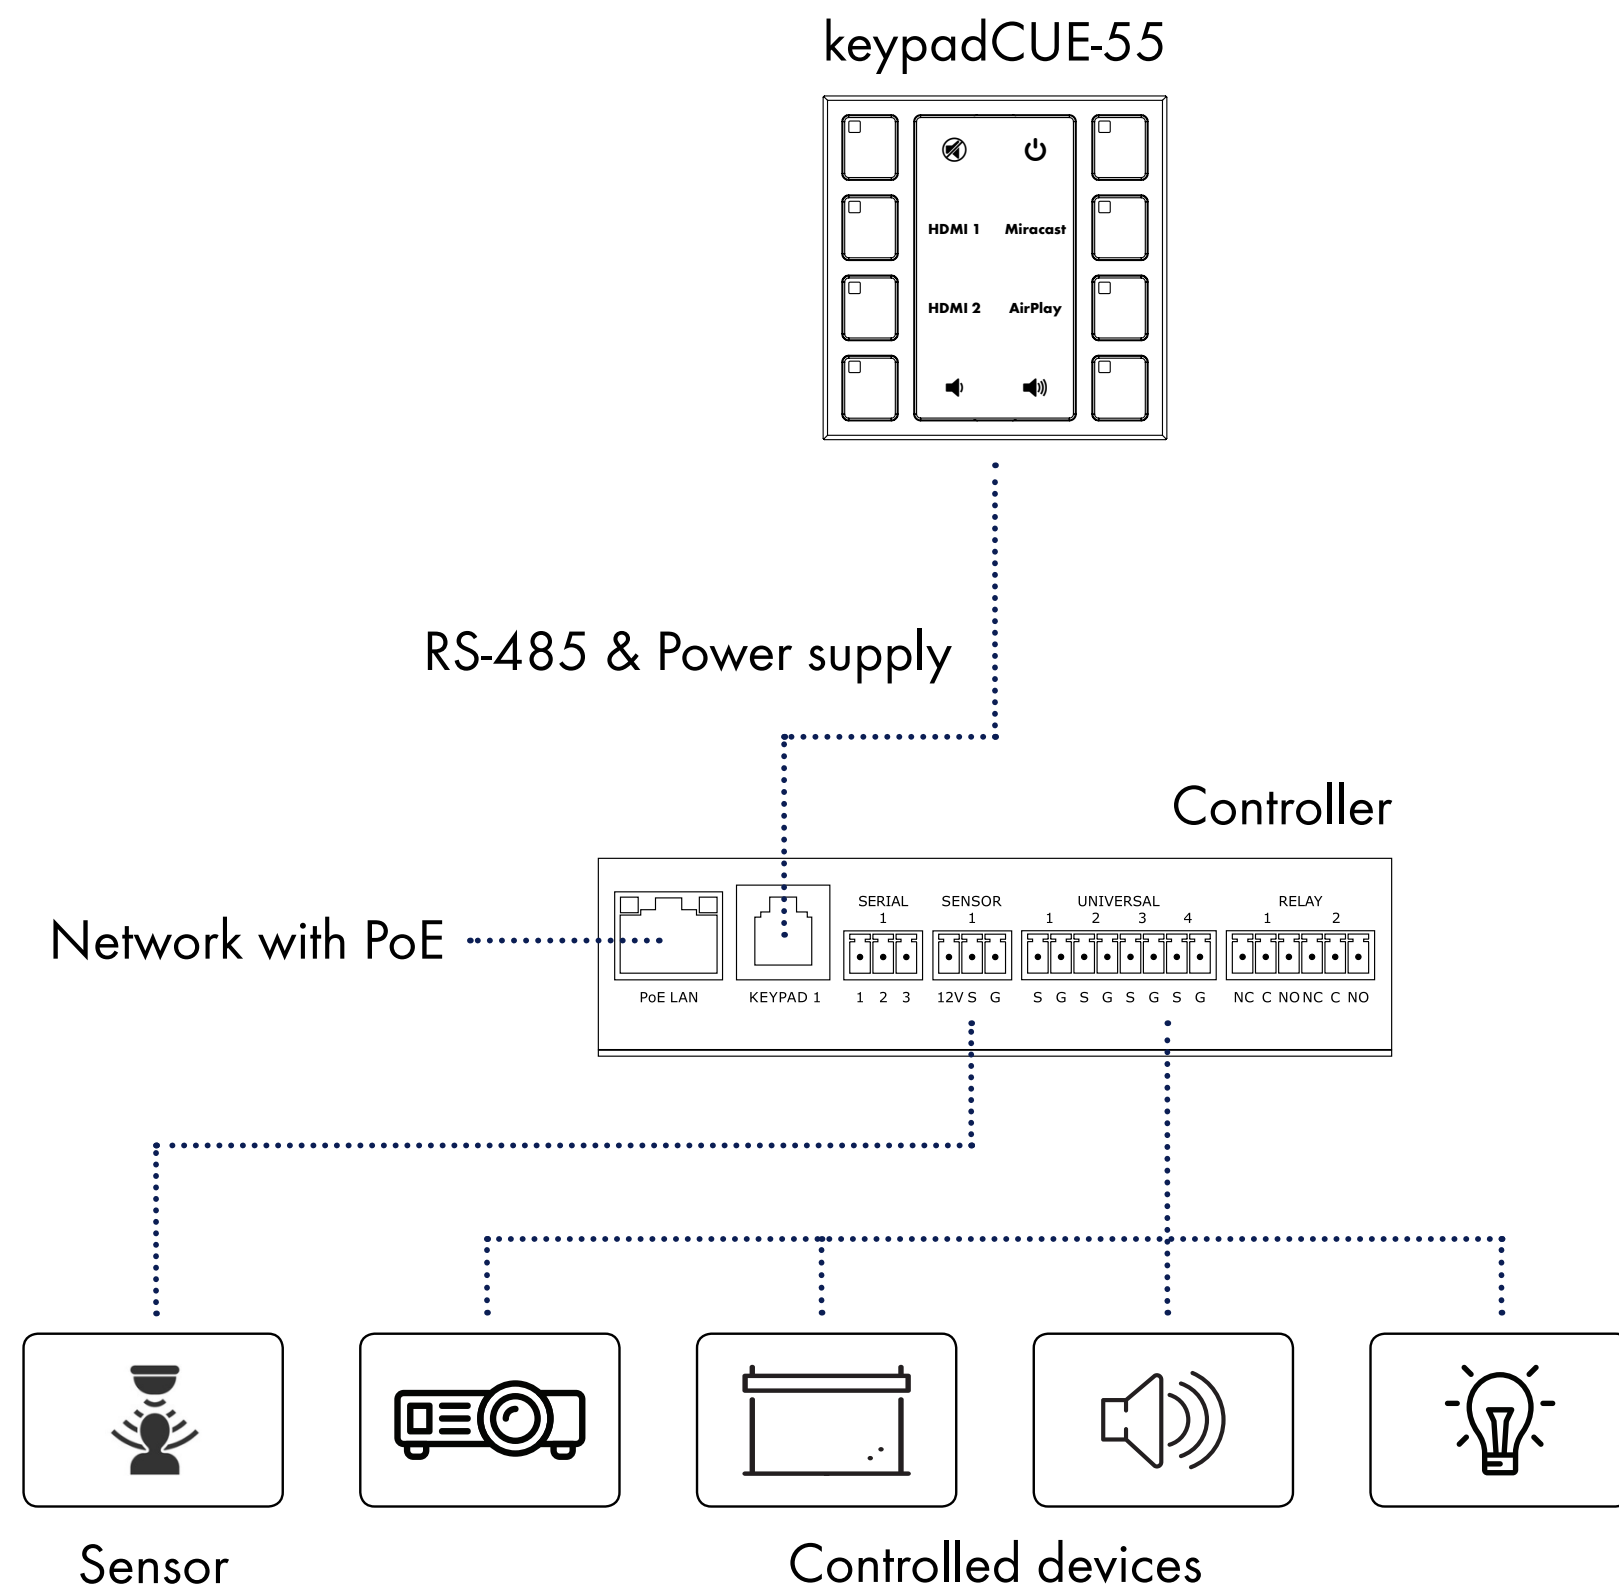 keypadCUE-55
HDMI 1 Miracast
HDMI 2 AirPlay
RS-485 & Power supply
Controller
Network with PoE
SERIAL SENSOR UNIVERSAL RELAY
1 1 1 2 3 4 1 2
PoE LAN KEYPAD 1 1 2 3 12V S G S G S G S G S G NC C NO NC C NO
Sensor Controlled devices